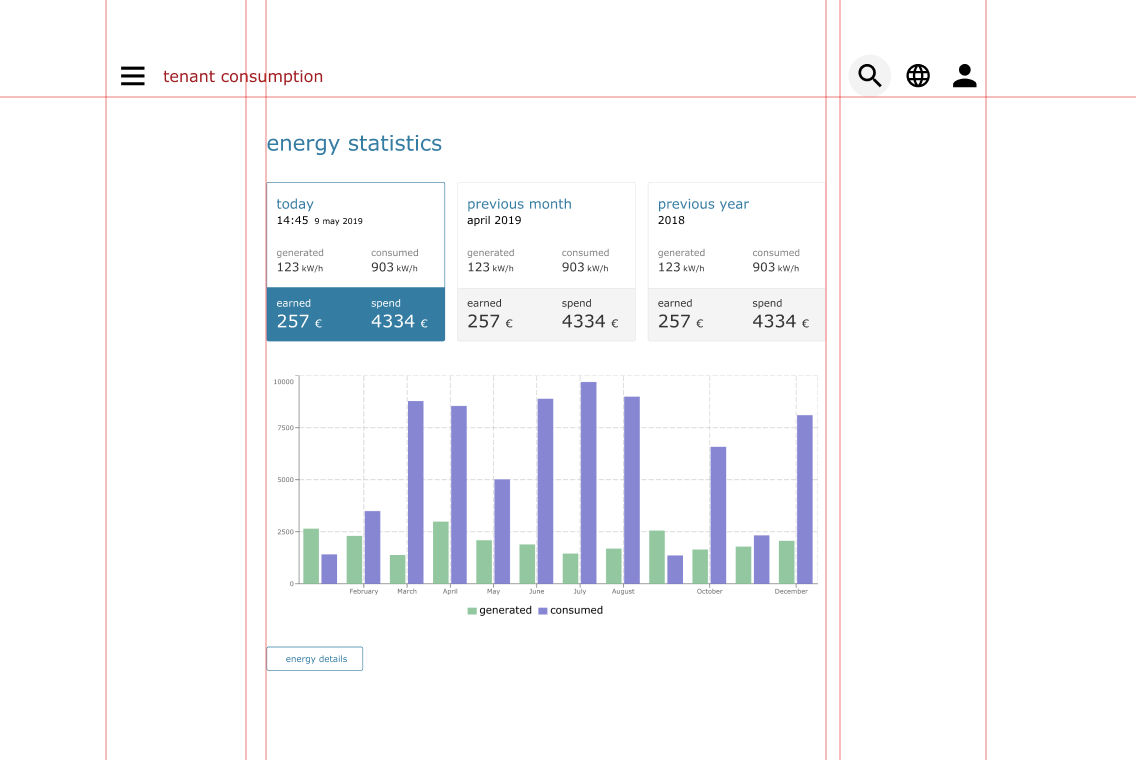 tenant consumption
energy statistics
today
14:45 9 may 2019
generated consumed
123 kW/h 903 kW/h
earned spend
257 € 4334 €
previous month
april 2019
generated consumed
123 kW/h 903 kW/h
earned spend
257 € 4334 €
previous year
2018
generated consumed
123 kW/h 903 kW/h
earned spend
257 € 4334 €
10000
7500
5000
2500
0
February March April May June July August October December
generated consumed
energy details